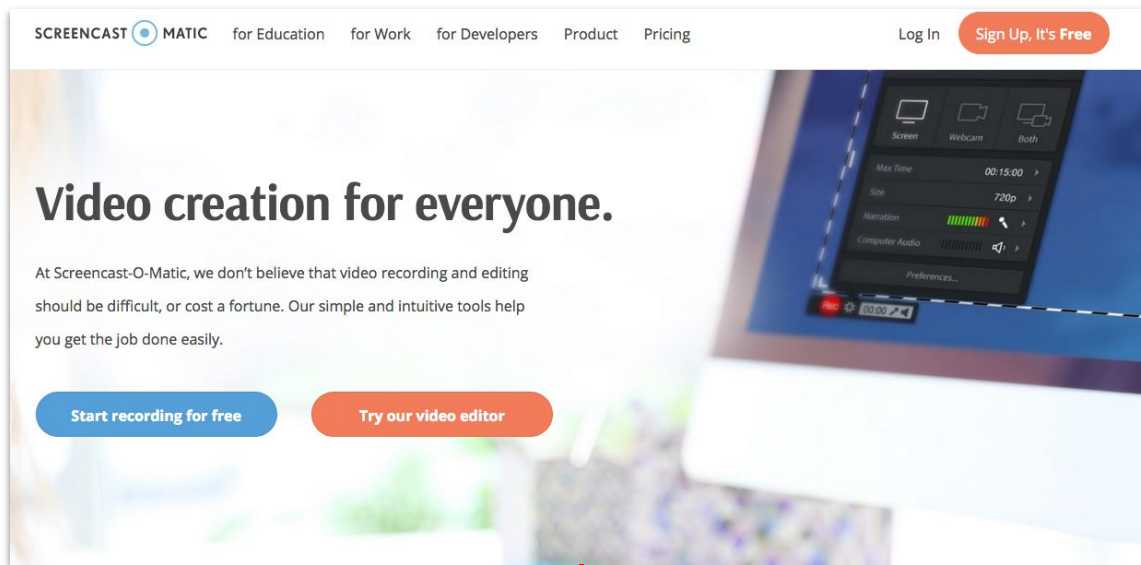 SCREENCAST O MATIC for Education for Work for Developers Product Pricing Log In Sign Up, It's Free
Video creation for everyone.
At Screencast-O-Matic, we don't believe that video recording and editing
should be difficult, or cost a fortune. Our simple and intuitive tools help
you get the job done easily.
Start recording for free Try our video editor
Screen Webcam Both
Max Time 00:15:00
Size 720p
Narration
Computer Audio
Preferences...
Rec 00:00